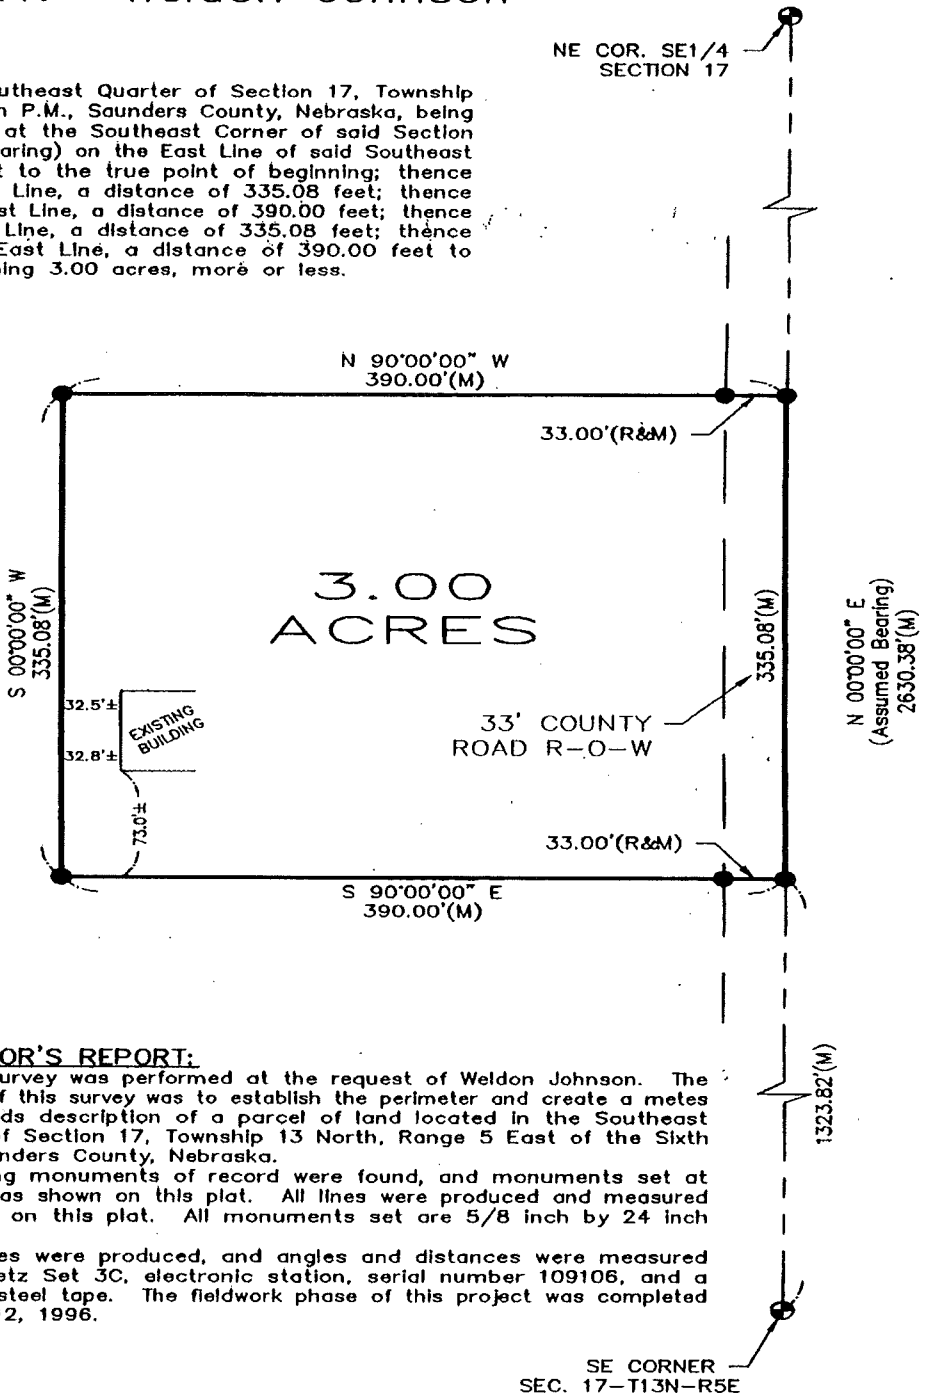 Weldon Johnson
NE COR. SE1/4
SECTION 17
utheast Quarter of Section 17, Township
P.M., Saunders County, Nebraska, being
at the Southeast Corner of said Section
aring) on the East Line of said Southeast
t to the true point of beginning; thence
Line, a distance of 335.08 feet; thence
st Line, a distance of 390.00 feet; thence
Line, a distance of 335.08 feet; thence
East Line, a distance of 390.00 feet to
ing 3.00 acres, more or less.
N 90°00'00" W
390.00'(M)
33.00'(R&M)
S 00°00'00" W
335.08'(M)
3.00
ACRES
335.08'(M)
N 00°00'00" E
(Assumed Bearing)
2630.38'(M)
32.5'±
EXISTING
BUILDING
32.8'±
73.0'±
33' COUNTY
ROAD R-O-W
33.00'(R&M)
S 90°00'00" E
390.00'(M)
OR'S REPORT:
urvey was performed at the request of Weldon Johnson. The
f this survey was to establish the perimeter and create a metes
ds description of a parcel of land located in the Southeast
f Section 17, Township 13 North, Range 5 East of the Sixth
nders County, Nebraska.
ng monuments of record were found, and monuments set at
as shown on this plat. All lines were produced and measured
on this plat. All monuments set are 5/8 inch by 24 inch
es were produced, and angles and distances were measured
etz Set 3C, electronic station, serial number 109106, and a
steel tape. The fieldwork phase of this project was completed
2, 1996.
1323.82'(M)
SE CORNER
SEC. 17-T13N-R5E